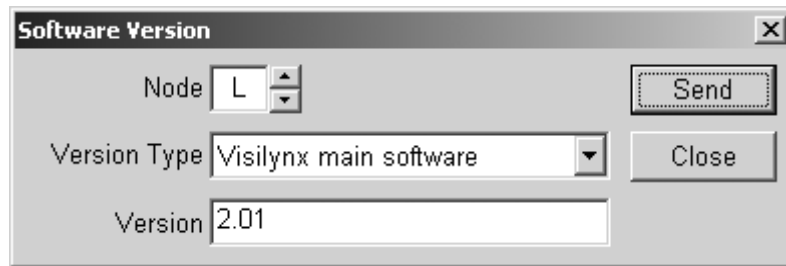 Software Version
Node L Send
Version Type Visilynx main software Close
Version 2.01